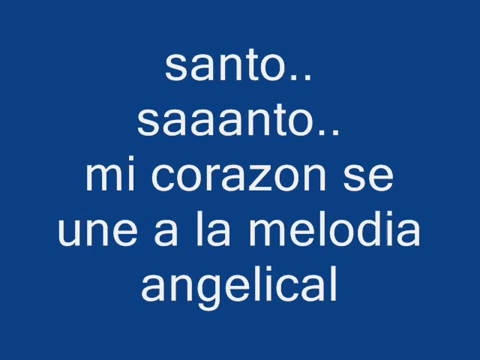 santo..
saaanto..
mi corazon se
une a la melodia
angelical